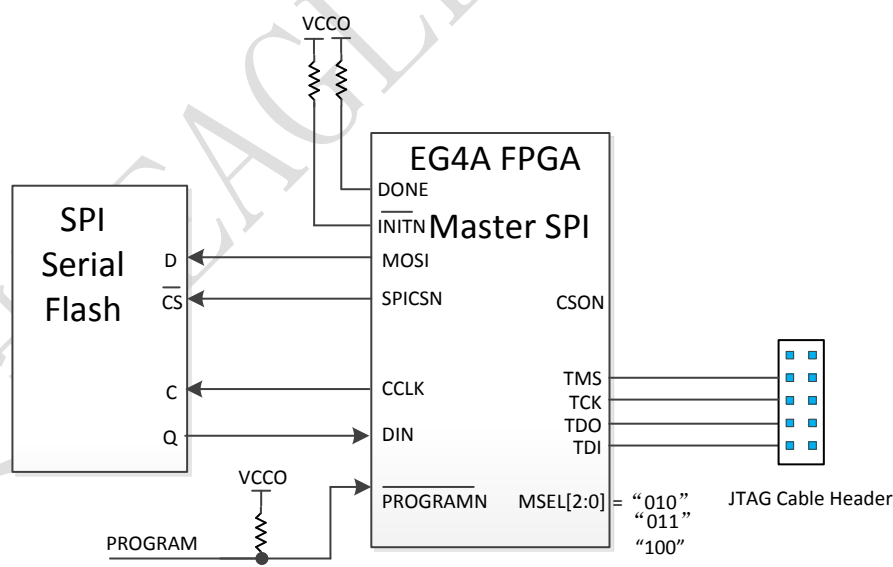 VCCO
EG4A FPGA
DONE
INITN
Master SPI
SPI
Serial
Flash
D
MOSI
CS
SPICSN
CSON
C
CCLK
TMS
TCK
TDO
TDI
Q
DIN
VCCO
PROGRAMN
MSEL[2:0] = “010”
“011”
“100”
JTAG Cable Header
PROGRAM